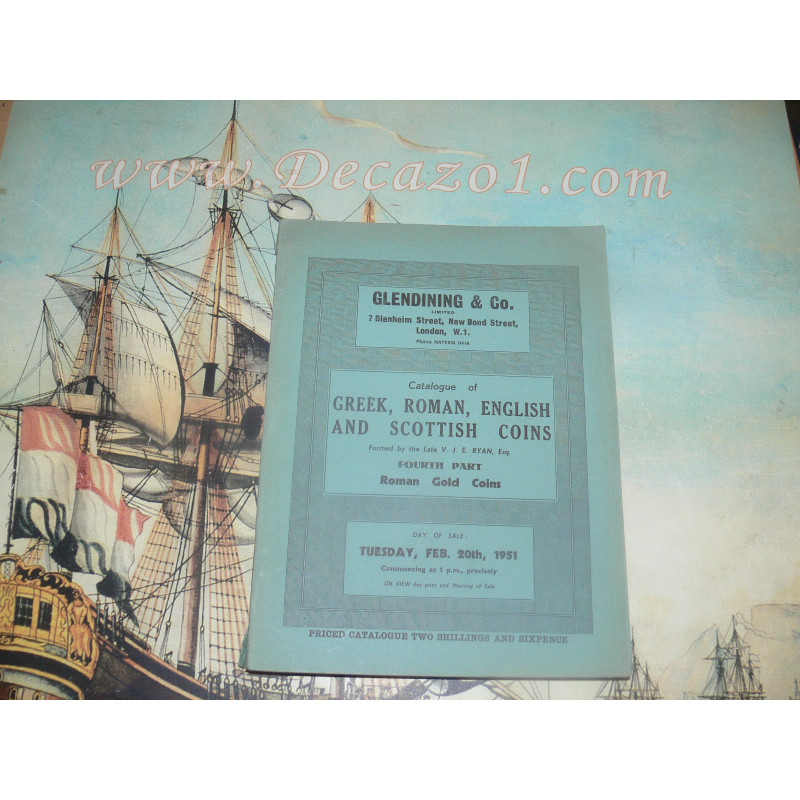 www.Decazo1.com
GLENDINING & Co.
LIMITED
7 Blenheim Street, New Bond Street,
London, W.1.
Phone MAYFAIR
Catalogue of
GREEK, ROMAN, ENGLISH
AND SCOTTISH COINS
Formed by the Late V. J. E. RYAN, Esq.
FOURTH PART
Roman Gold Coins
DAY OF SALE:
TUESDAY, FEB. 20th, 1951
Commencing at 1 p.m., precisely
ON VIEW day prior and Morning of Sale
PRICED CATALOGUE TWO SHILLINGS AND SIXPENCE